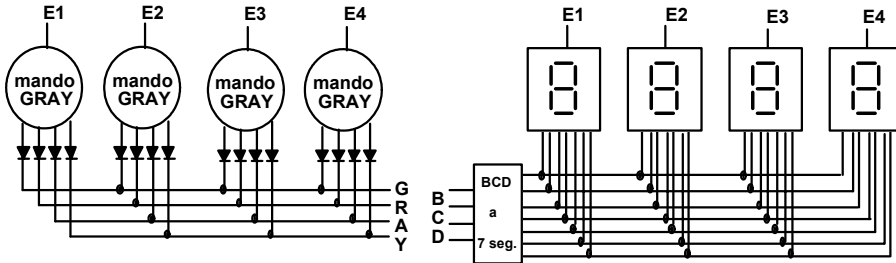 E1 E2 E3 E4
mando GRAY
mando GRAY
mando GRAY
mando GRAY
G
R
A
Y
E1 E2 E3 E4
B
C
D
BCD
a
7 seg.